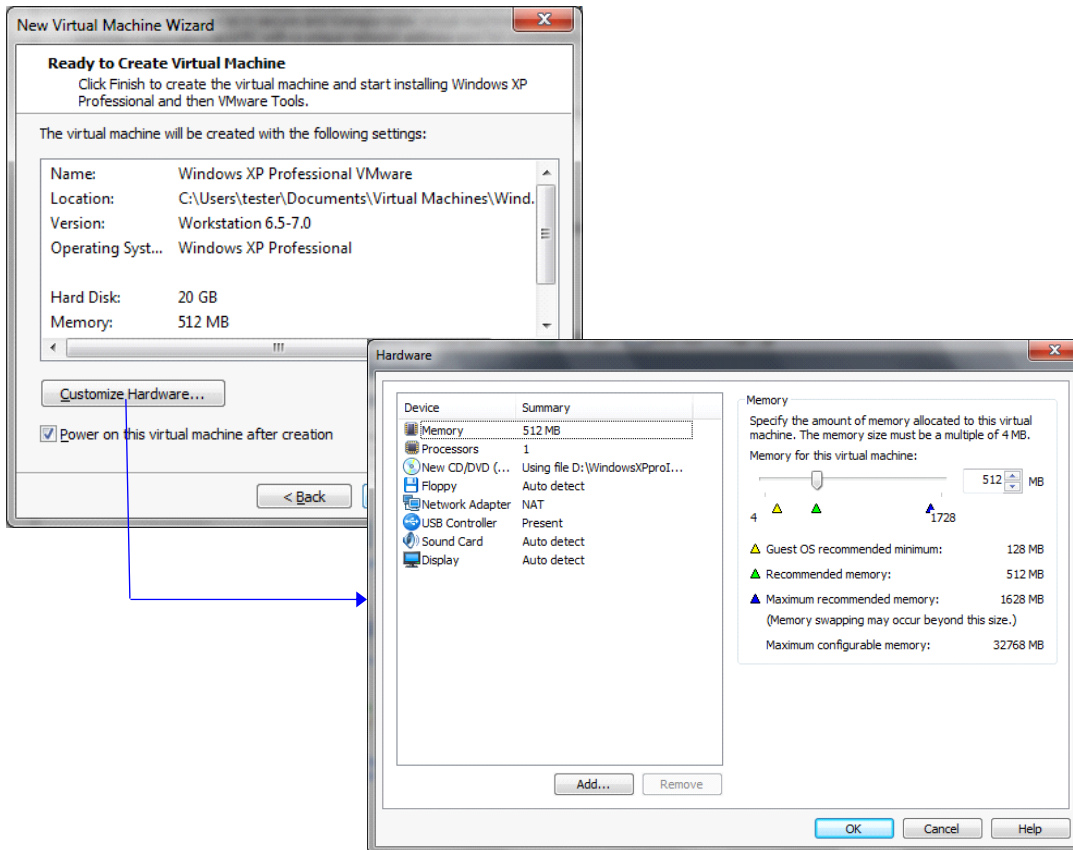 New Virtual Machine Wizard
Ready to Create Virtual Machine
Click Finish to create the virtual machine and start installing Windows XP
Professional and then VMware Tools.
The virtual machine will be created with the following settings:
Name: Windows XP Professional VMware
Location: C:\Users\tester\Documents\Virtual Machines\Wind.
Version: Workstation 6.5-7.0
Operating Syst... Windows XP Professional
Hard Disk: 20 GB
Memory: 512 MB
Customize Hardware...
Power on this virtual machine after creation
< Back
Hardware
Device Summary
Memory 512 MB
Processors 1
New CD/DVD (... Using file D:\WindowsXPproI...
Floppy Auto detect
Network Adapter NAT
USB Controller Present
Sound Card Auto detect
Display Auto detect
Add... Remove
Memory
Specify the amount of memory allocated to this virtual
machine. The memory size must be a multiple of 4 MB.
Memory for this virtual machine:
512 MB
4 1728
Guest OS recommended minimum: 128 MB
Recommended memory: 512 MB
Maximum recommended memory: 1628 MB
(Memory swapping may occur beyond this size.)
Maximum configurable memory: 32768 MB
OK Cancel Help